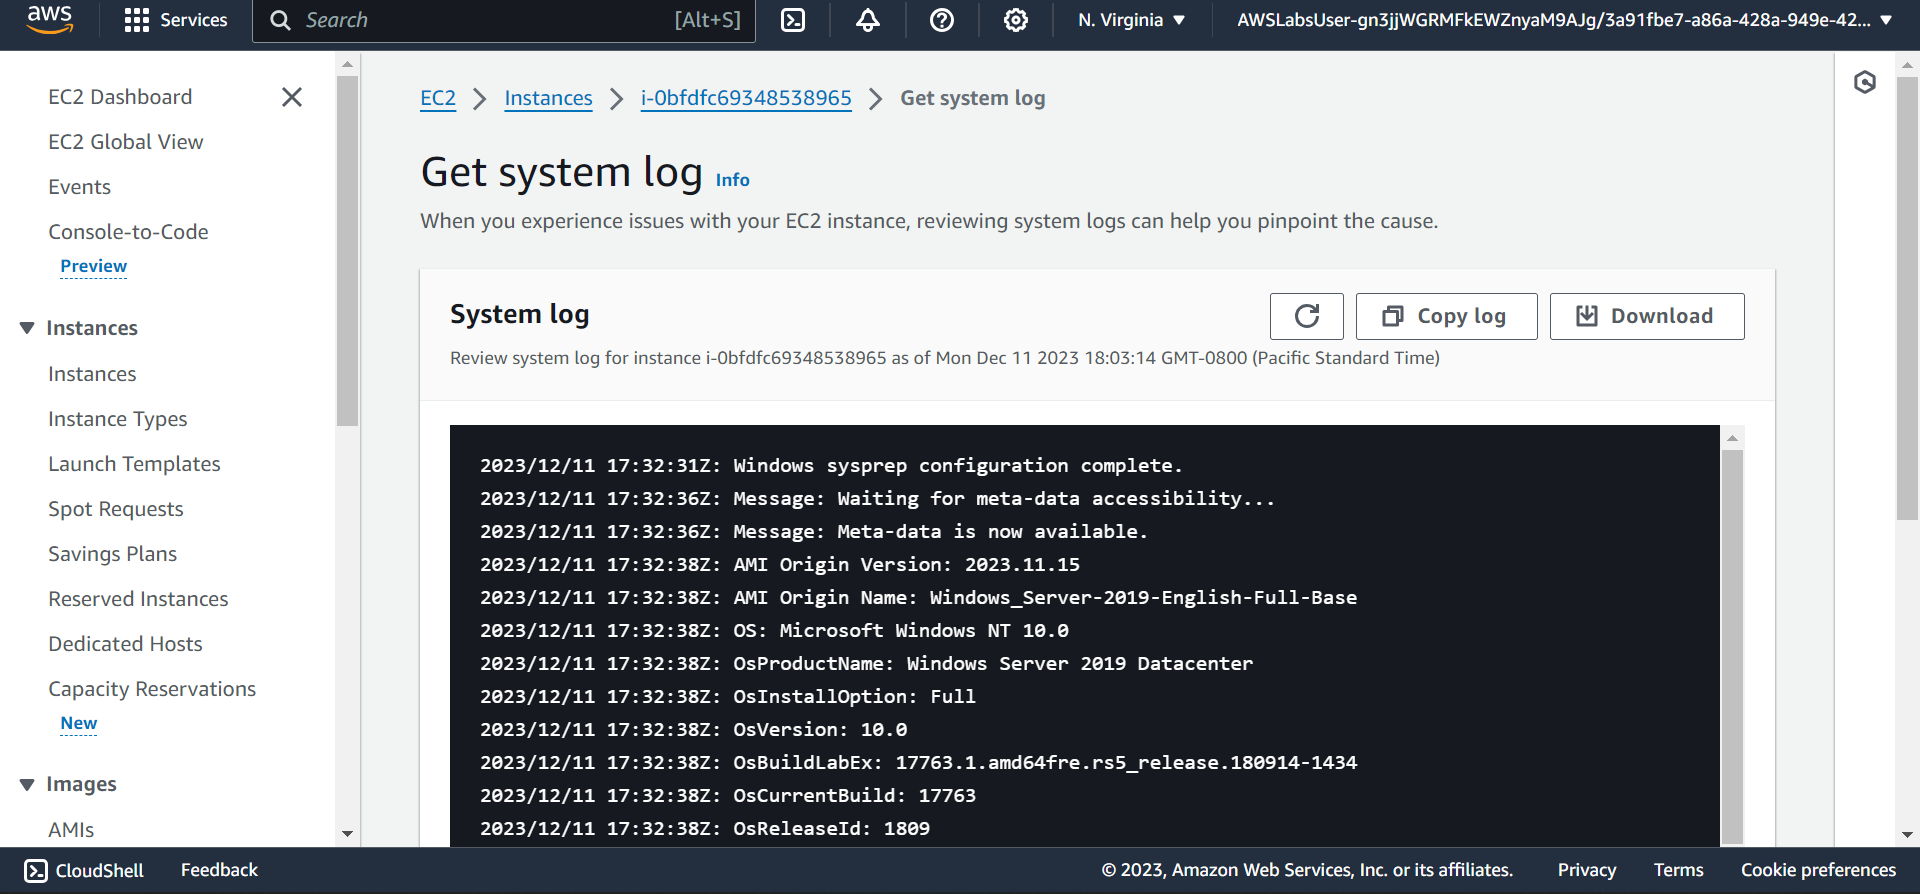 aws
Services
Search
[Alt+S]
N. Virginia
AWSLabsUser-gn3jjWGRMFkEWZnyaM9AJg/3a91fbe7-a86a-428a-949e-42...
EC2 Dashboard
EC2 Global View
Events
Console-to-Code
Preview
Instances
Instances
Instance Types
Launch Templates
Spot Requests
Savings Plans
Reserved Instances
Dedicated Hosts
Capacity Reservations
New
Images
AMIs
EC2 > Instances > i-0bfdfc69348538965 > Get system log
Get system log Info
When you experience issues with your EC2 instance, reviewing system logs can help you pinpoint the cause.
System log
Copy log
Download
Review system log for instance i-0bfdfc69348538965 as of Mon Dec 11 2023 18:03:14 GMT-0800 (Pacific Standard Time)
2023/12/11 17:32:31Z: Windows sysprep configuration complete.
2023/12/11 17:32:36Z: Message: Waiting for meta-data accessibility...
2023/12/11 17:32:36Z: Message: Meta-data is now available.
2023/12/11 17:32:38Z: AMI Origin Version: 2023.11.15
2023/12/11 17:32:38Z: AMI Origin Name: Windows_Server-2019-English-Full-Base
2023/12/11 17:32:38Z: OS: Microsoft Windows NT 10.0
2023/12/11 17:32:38Z: OsProductName: Windows Server 2019 Datacenter
2023/12/11 17:32:38Z: OsInstallOption: Full
2023/12/11 17:32:38Z: OsVersion: 10.0
2023/12/11 17:32:38Z: OsBuildLabEx: 17763.1.amd64fre.rs5_release.180914-1434
2023/12/11 17:32:38Z: OsCurrentBuild: 17763
2023/12/11 17:32:38Z: OsReleaseId: 1809
CloudShell
Feedback
© 2023, Amazon Web Services, Inc. or its affiliates.
Privacy
Terms
Cookie preferences